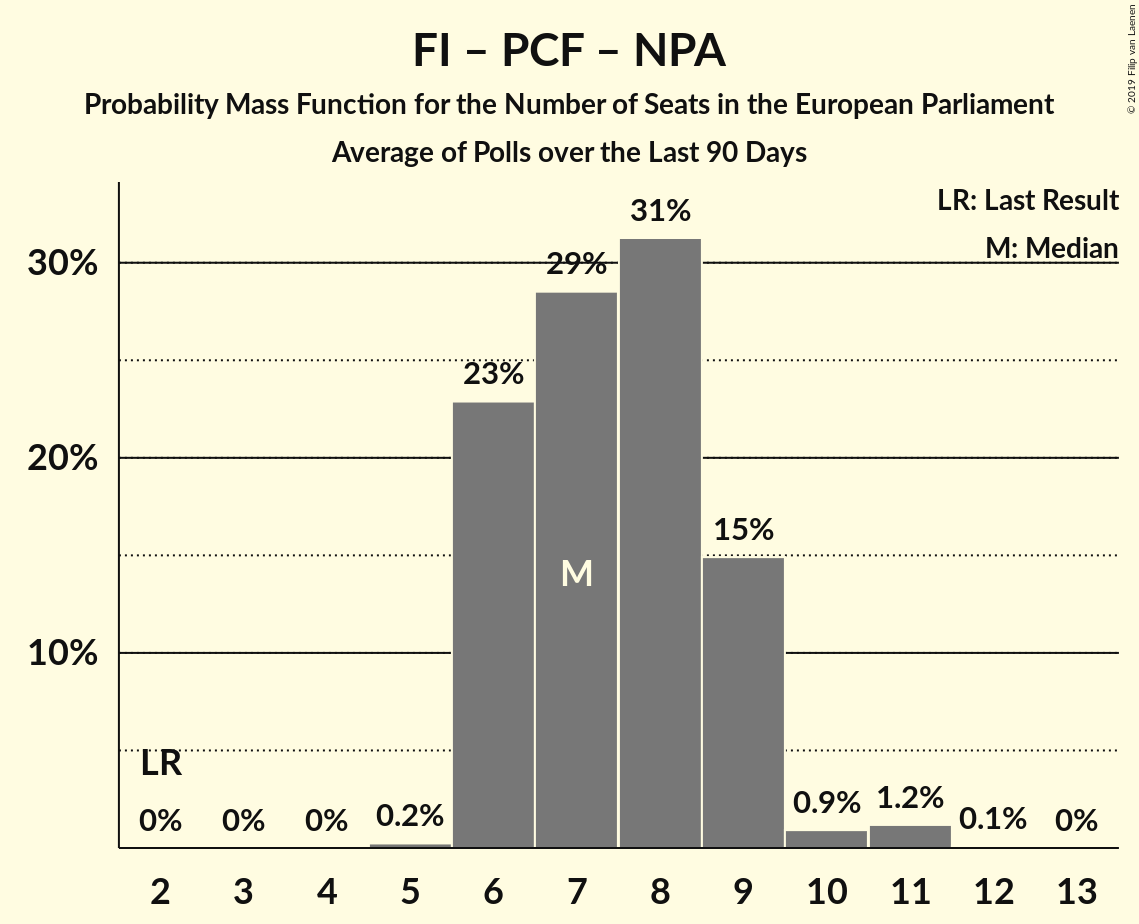 FI – PCF – NPA
Probability Mass Function for the Number of Seats in the European Parliament
Average of Polls over the Last 90 Days
© 2019 Filip van Laenen
LR: Last Result
M: Median
30%
20%
10%
LR
0%
0%
0%
0.2%
23%
29%
M
31%
15%
0.9%
1.2%
0.1%
0%
2 3 4 5 6 7 8 9 10 11 12 13